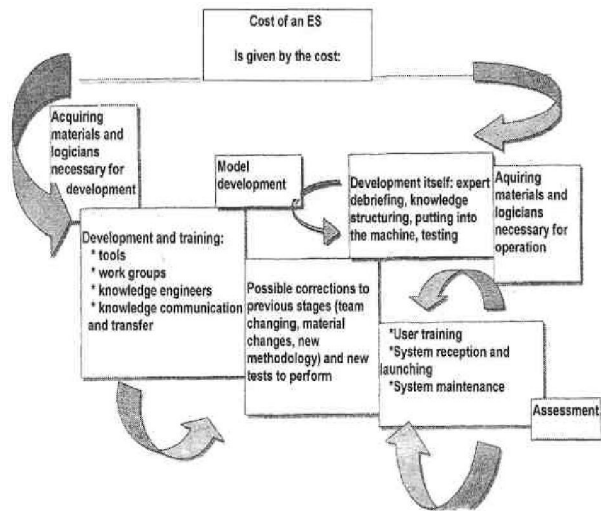 Cost of an ES
Is given by the cost:
Acquiring
materials and
logicians
necessary for
development
Model
development
Development itself: expert
debriefing, knowledge
structuring, putting into
the machine, testing
Aquiring
materials and
logicians
necessary for
operation
Development and training:
* tools
* work groups
* knowledge engineers
* knowledge communication
and transfer
Possible corrections to
previous stages (team
changing, material
changes, new
methodology) and new
tests to perform
*User training
*System reception and
launching
*System maintenance
Assessment